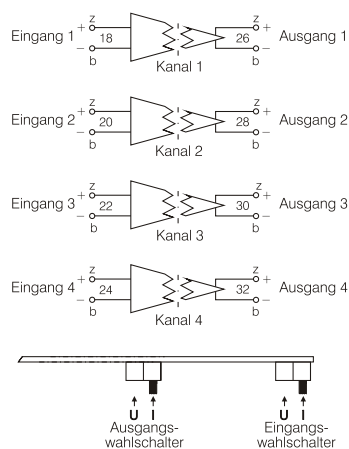 z z
Eingang 1 + 18 26 + Ausgang 1
− −
b Kanal 1 b
z z
Eingang 2 + 20 28 + Ausgang 2
− −
b Kanal 2 b
z z
Eingang 3 + 22 30 + Ausgang 3
− −
b Kanal 3 b
z z
Eingang 4 + 24 32 + Ausgang 4
− −
b Kanal 4 b
U I U I
Ausgangs- Eingangs-
wahlschalter wahlschalter